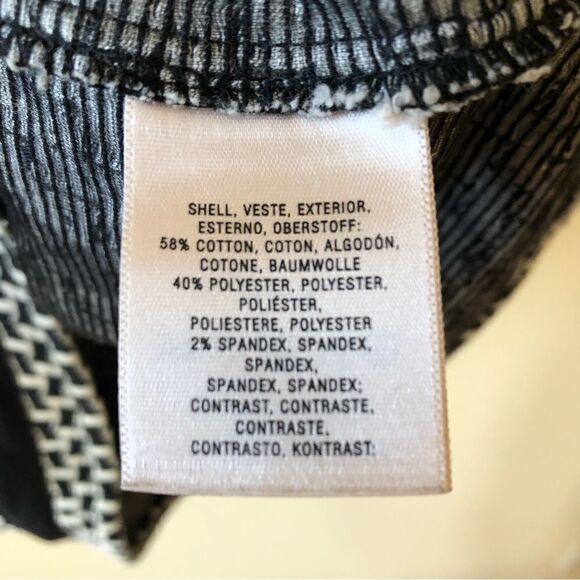 SHELL, VESTE, EXTERIOR,
ESTERNO, OBERSTOFF:
58% COTTON, COTON, ALGODÓN,
COTONE, BAUMWOLLE
40% POLYESTER, POLYESTER,
POLIÉSTER,
POLIESTERE, POLYESTER
2% SPANDEX, SPANDEX,
SPANDEX,
SPANDEX, SPANDEX;
CONTRAST, CONTRASTE,
CONTRASTE,
CONTRASTO, KONTRAST: